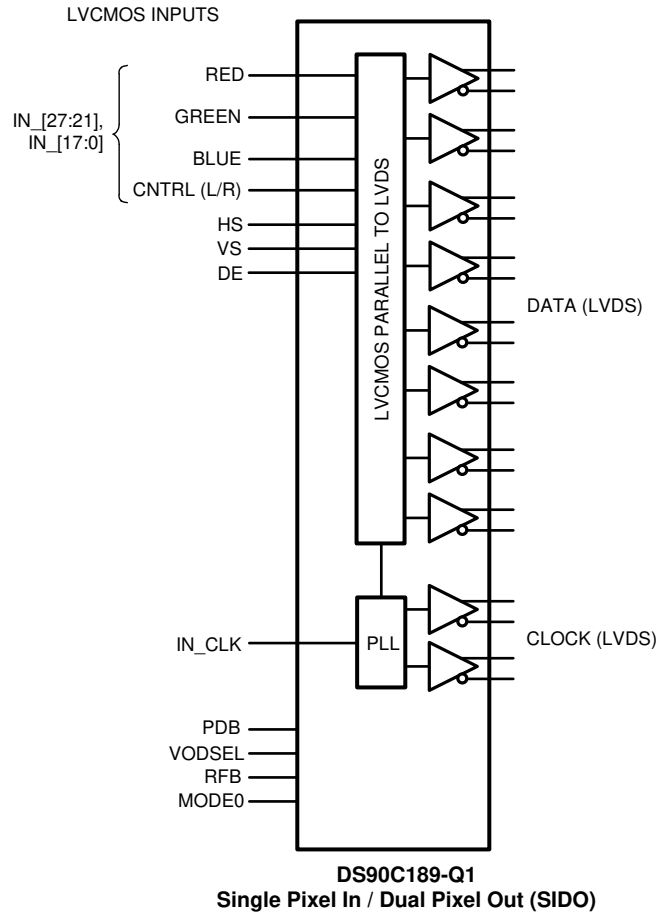 LVCMOS INPUTS
RED
GREEN
IN_[27:21],
IN_[17:0]
BLUE
CNTRL (L/R)
HS
VS
DE
LVCMOS PARALLEL TO LVDS
DATA (LVDS)
IN_CLK
PLL
CLOCK (LVDS)
PDB
VODSEL
RFB
MODE0
DS90C189-Q1
Single Pixel In / Dual Pixel Out (SIDO)